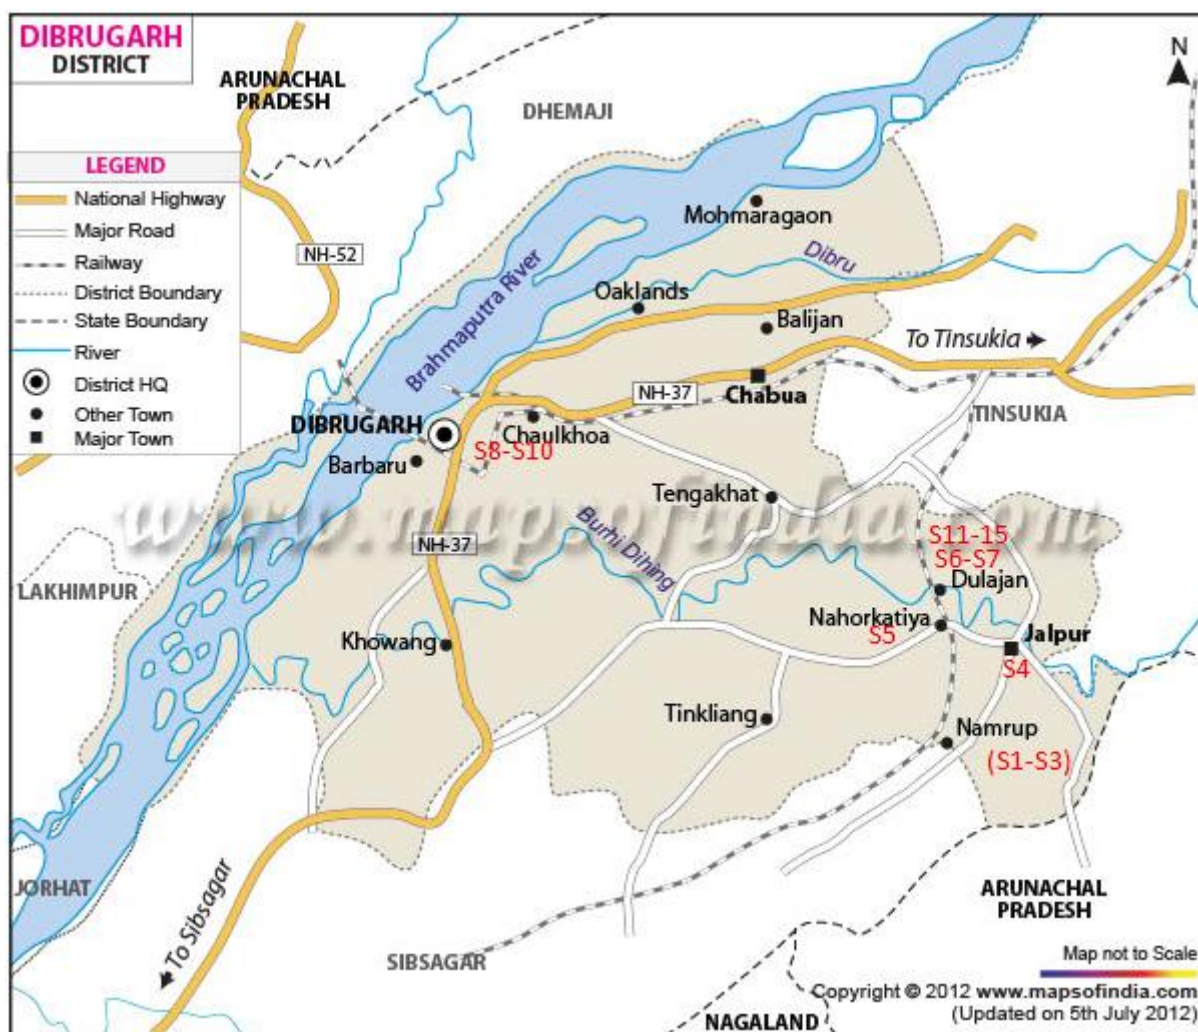 DIBRUGARH
DISTRICT
ARUNACHAL
PRADESH
DHEMAJI
N
LEGEND
National Highway
Major Road
Railway
District Boundary
State Boundary
River
District HQ
Other Town
Major Town
NH-52
Mohmaragaon
Dibru
Brahmaputra River
Oaklands
Balijan
To Tinsukia
NH-37
Chabua
TINSUKIA
DIBRUGARH
Chaulkhoa
S8-S10
Barbaru
Tengakhat
www.mapsofindia.com
NH-37
Burhi Dihing
S11-15
S6-S7
Dulajan
LAKHIMPUR
Nahorkatiya
S5
Jalpur
S4
Khowang
Tinkliang
Namrup
(S1-S3)
JORHAT
To Sibsagar
SIBSAGAR
ARUNACHAL
PRADESH
Map not to Scale
Copyright © 2012 www.mapsofindia.com
(Updated on 5th July 2012)
NAGALAND